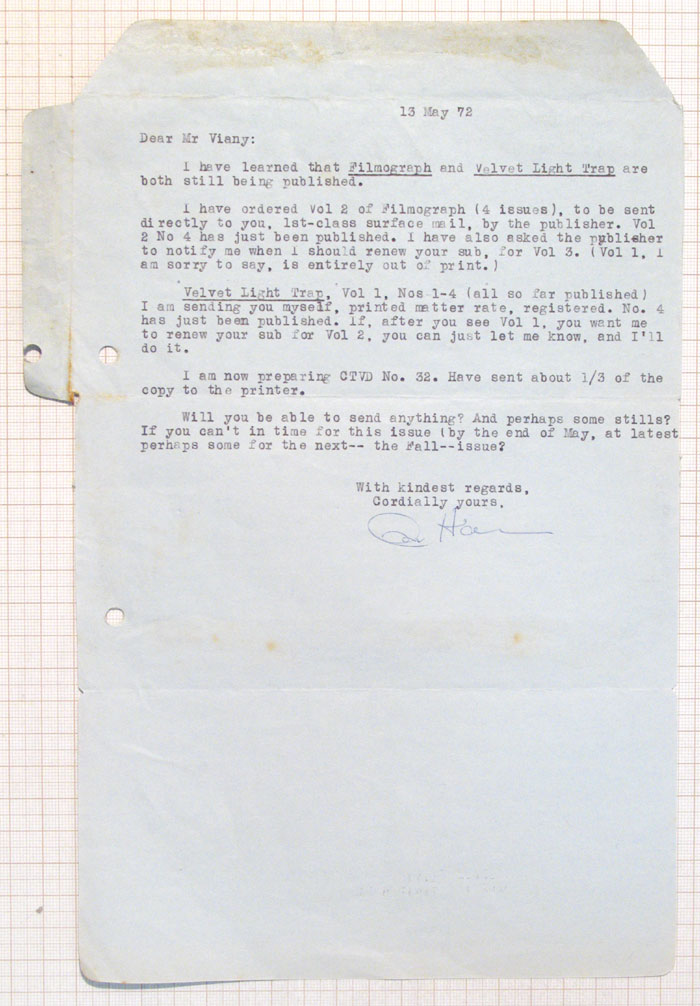 13 May 72
Dear Mr Viany:
I have learned that Filmograph and Velvet Light Trap are
both still being published.
I have ordered Vol 2 of Filmograph (4 issues), to be sent
directly to you, 1st-class surface mail, by the publisher. Vol
2 No 4 has just been published. I have also asked the publisher
to notify me when I should renew your sub, for Vol 3. (Vol 1, I
am sorry to say, is entirely out of print.)
Velvet Light Trap, Vol 1, Nos 1-4 (all so far published)
I am sending you myself, printed matter rate, registered. No. 4
has just been published. If, after you see Vol 1, you want me
to renew your sub for Vol 2, you can just let me know, and I'll
do it.
I am now preparing CTVD No. 32. Have sent about 1/3 of the
copy to the printer.
Will you be able to send anything? And perhaps some stills?
If you can't in time for this issue (by the end of May, at latest
perhaps some for the next-- the Fall--issue?
With kindest regards,
Cordially yours,